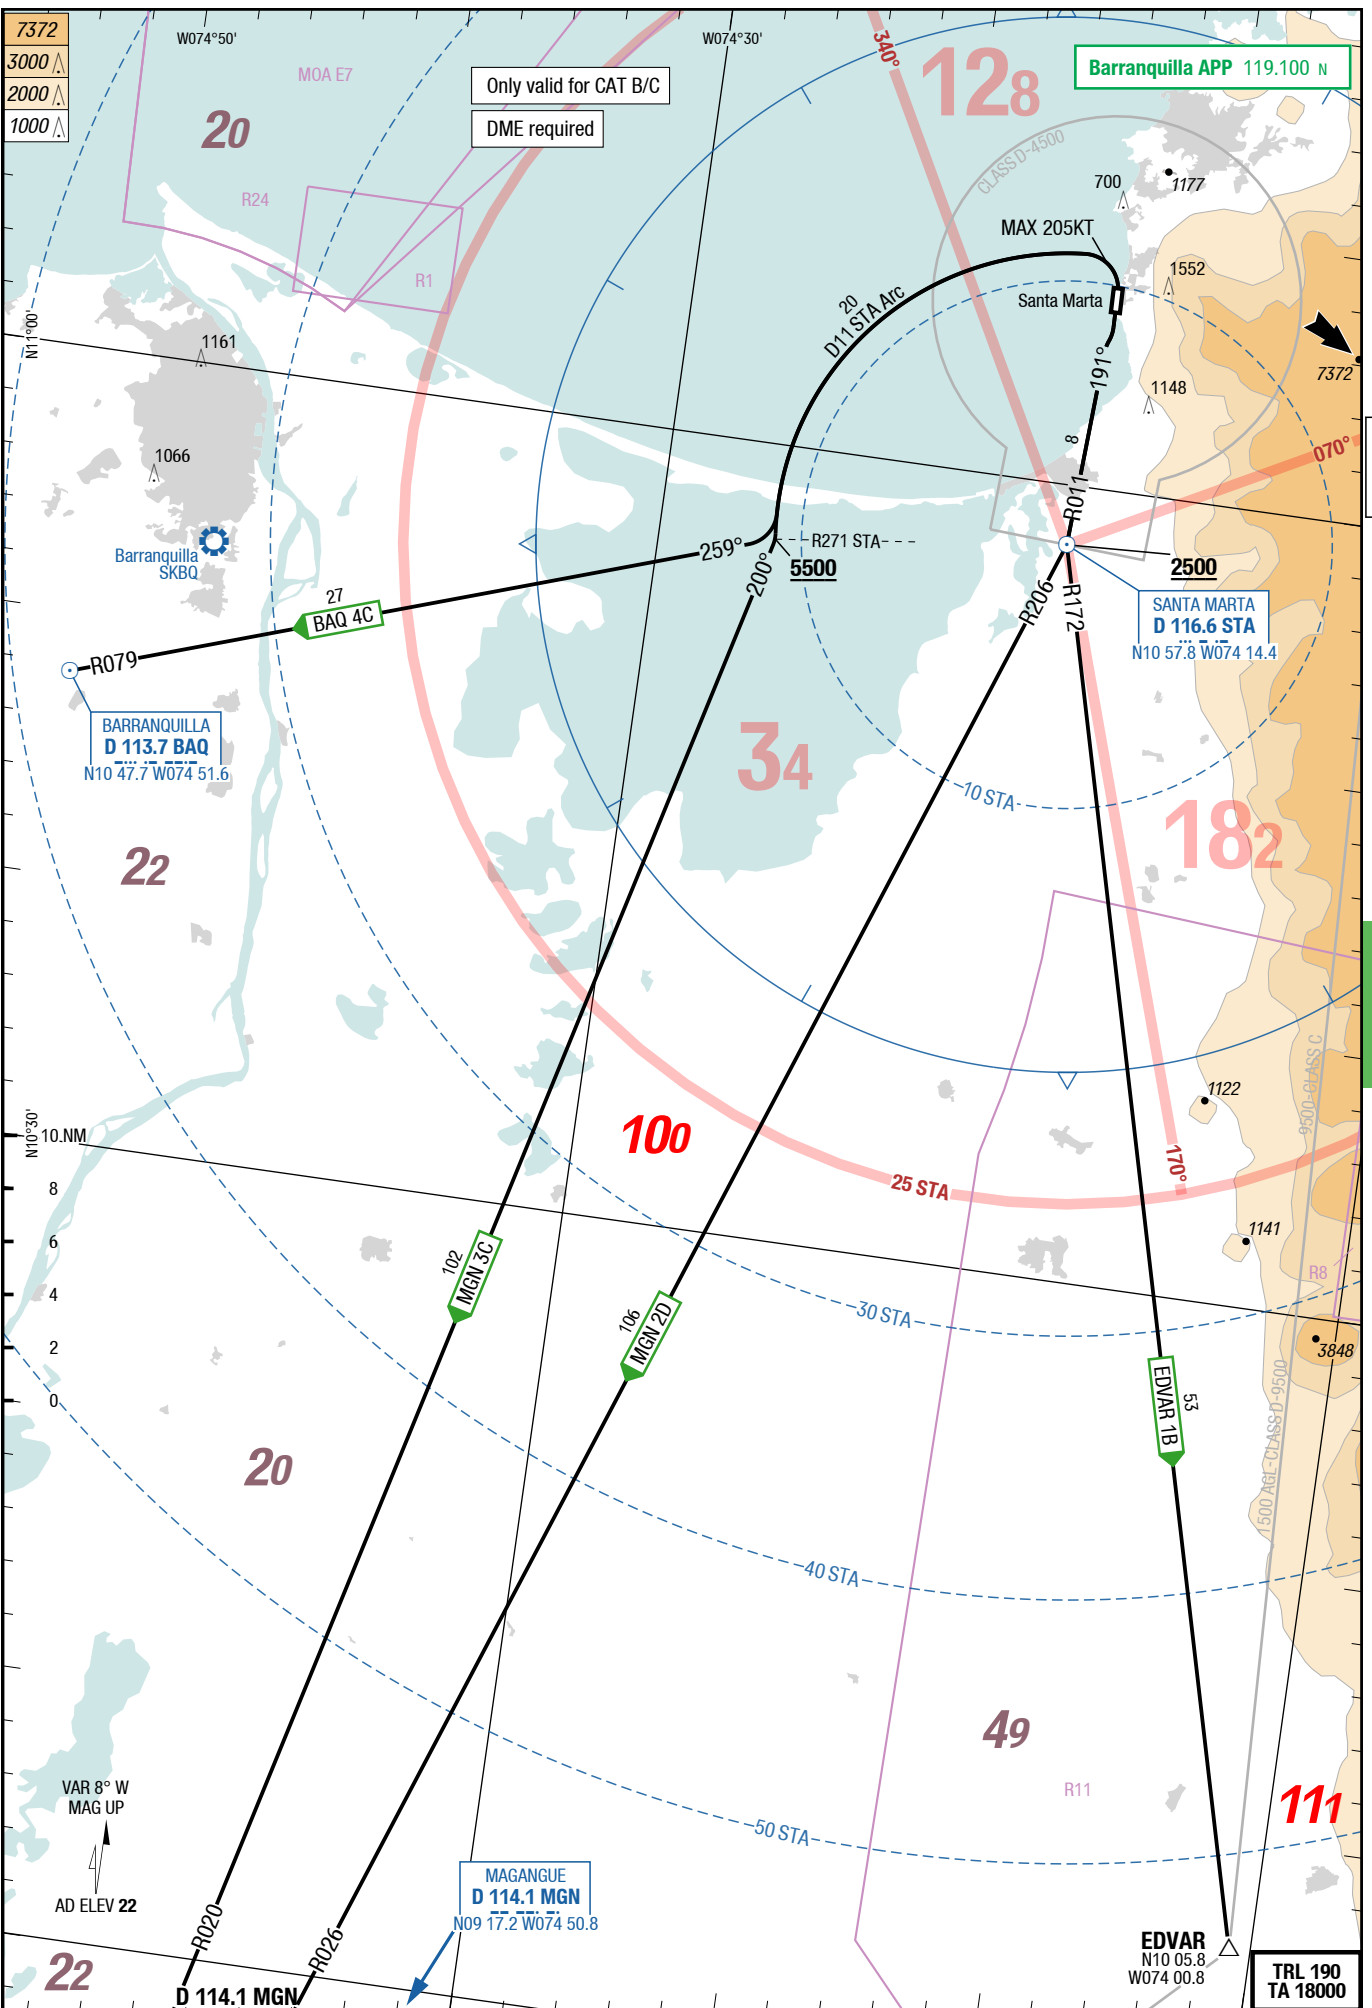 7372
3000
2000
1000
W074°50'
W074°30'
MOA E7
Only valid for CAT B/C
DME required
340°
128
Barranquilla APP 119.100 N
20
CLASS D-4500
1177
700
R24
MAX 205KT
1552
R1
20
D11 STA Arc
Santa Marta
N11°00'
1161
191°
7372
1148
8
070°
1066
R011
Barranquilla
SKBQ
259°
R271 STA
5500
200°
2500
27
BAQ 4C
R206
R172
SANTA MARTA
D 116.6 STA
N10 57.8 W074 14.4
R079
BARRANQUILLA
D 113.7 BAQ
N10 47.7 W074 51.6
34
10 STA
182
22
1122
9500-CLASS C
N10°30'
10 NM
100
170°
25 STA
8
6
4
2
0
1141
102
MGN 3C
R8
106
MGN 2D
30 STA
3848
53
EDVAR 1B
1500 AGL-CLASS D-9500
20
40 STA
49
R11
111
VAR 8° W
MAG UP
50 STA
AD ELEV 22
MAGANGUE
D 114.1 MGN
N09 17.2 W074 50.8
R020
R026
EDVAR
N10 05.8
W074 00.8
22
D 114.1 MGN
TRL 190
TA 18000